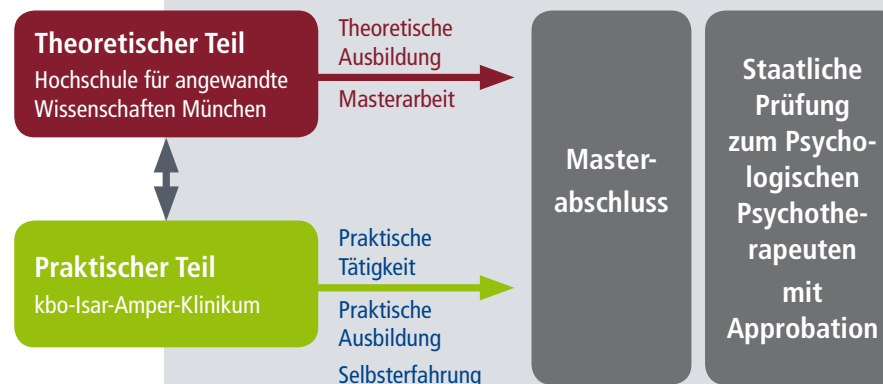 Theoretischer Teil
Hochschule für angewandte
Wissenschaften München
Theoretische
Ausbildung
Masterarbeit
Praktischer Teil
kbo-Isar-Amper-Klinikum
Praktische
Tätigkeit
Praktische
Ausbildung
Selbsterfahrung
Master-
abschluss
Staatliche
Prüfung
zum Psycho-
logischen
Psychothe-
rapeuten
mit
Approbation